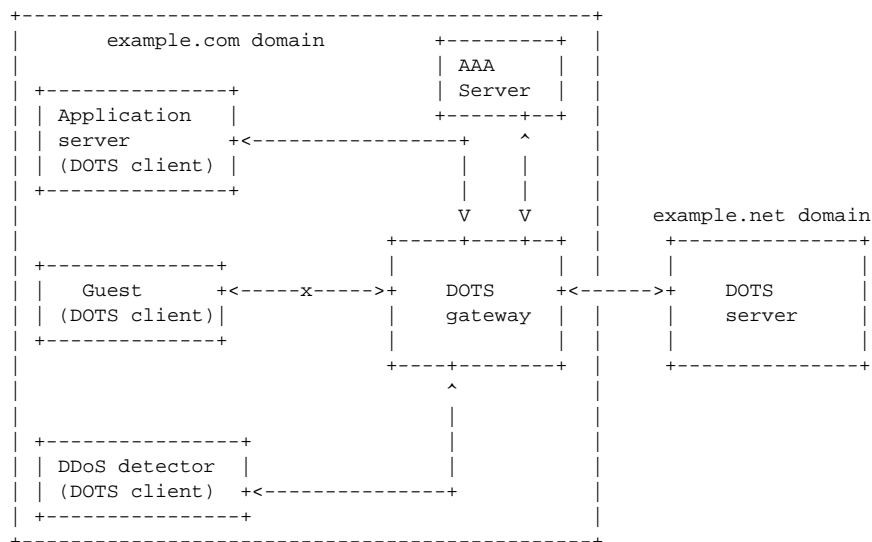 example.com domain
AAA
Server
Application
server
(DOTS client)
example.net domain
Guest
(DOTS client)
x
DOTS
gateway
DOTS
server
DDoS detector
(DOTS client)